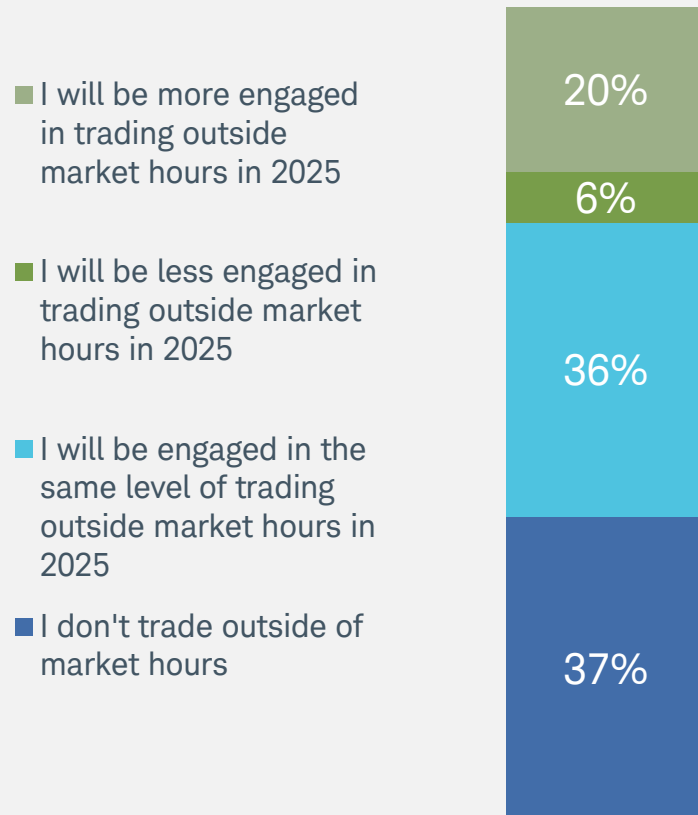 I will be more engaged
in trading outside
market hours in 2025
I will be less engaged in
trading outside market
hours in 2025
I will be engaged in the
same level of trading
outside market hours in
2025
I don't trade outside of
market hours
20%
6%
36%
37%